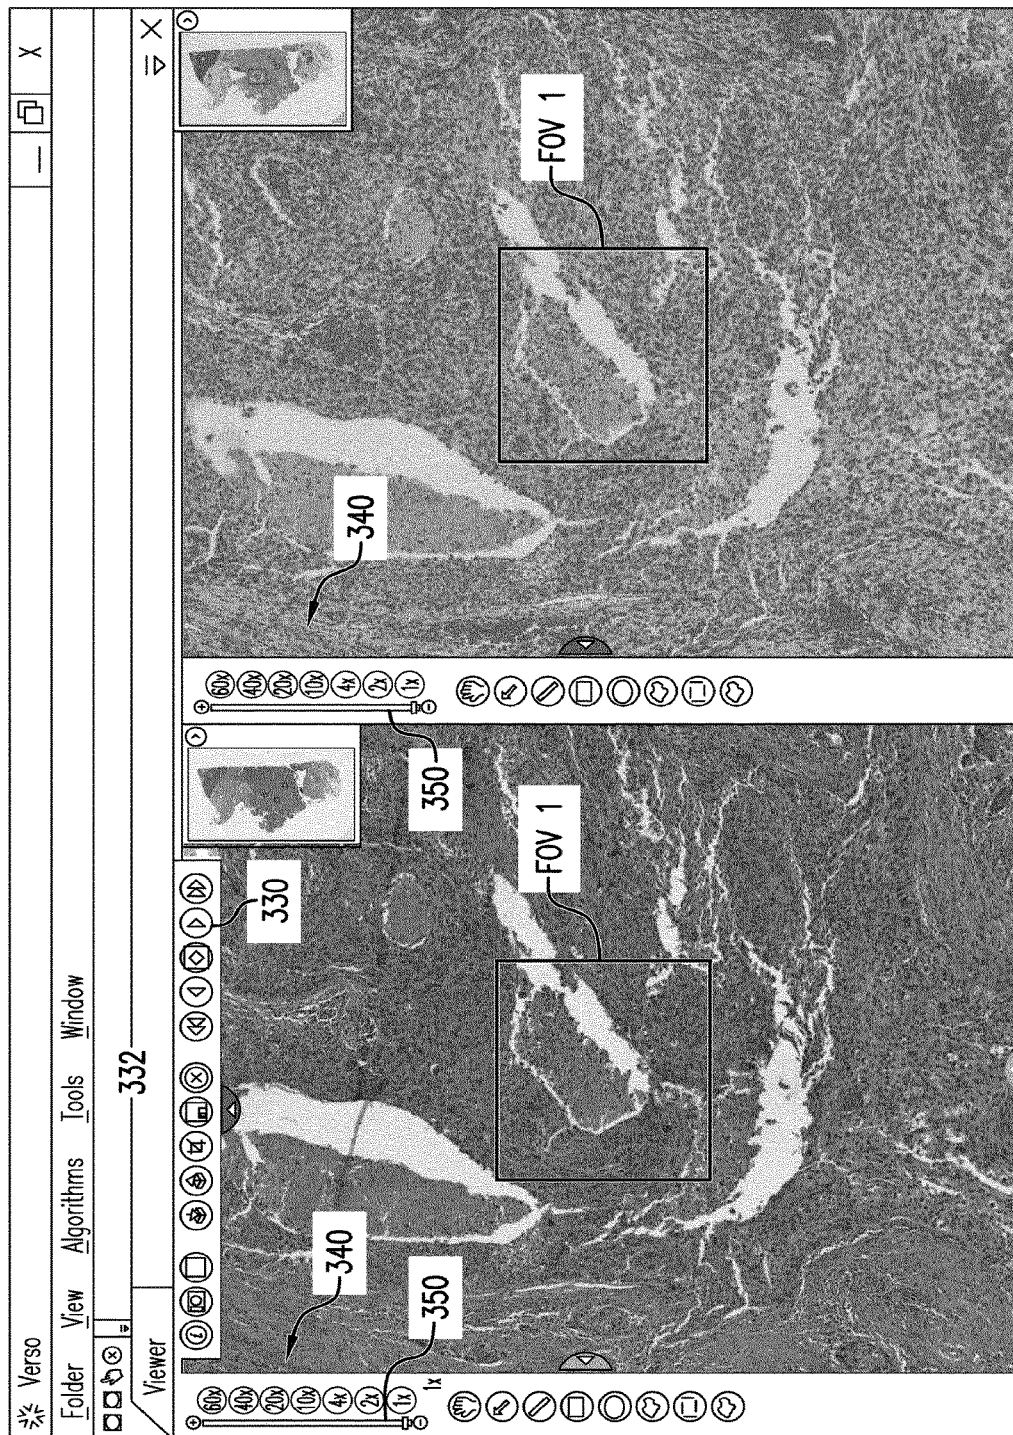 Verso
X
Folder View Algorithms Tools Window
332
Viewer
X
330
60x
40x
20x
10x
4x
2x
1x
1x
350
340
FOV 1
60x
40x
20x
10x
4x
2x
1x
350
340
FOV 1